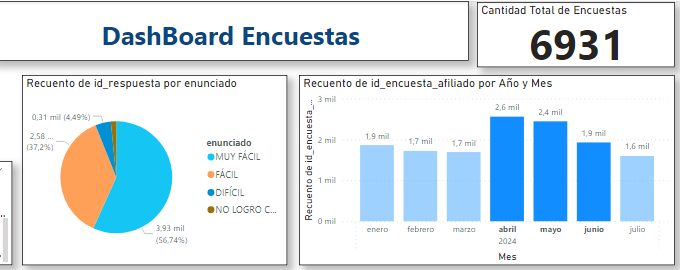 DashBoard Encuestas
Cantidad Total de Encuestas
6931
Recuento de id_respuesta por enunciado
0,31 mil (4,49%)
2,58 ...
(37,2%)
3,93 mil
(56,74%)
enunciado
MUY FÁCIL
FÁCIL
DIFÍCIL
NO LOGRO C...
Recuento de id_encuesta_afiliado por Año y Mes
Recuento de id_encuesta_...
3 mil
2 mil
1 mil
0 mil
1,9 mil
1,7 mil
1,7 mil
2,6 mil
2,4 mil
1,9 mil
1,6 mil
enero
febrero
marzo
abril
mayo
junio
julio
2024
Mes